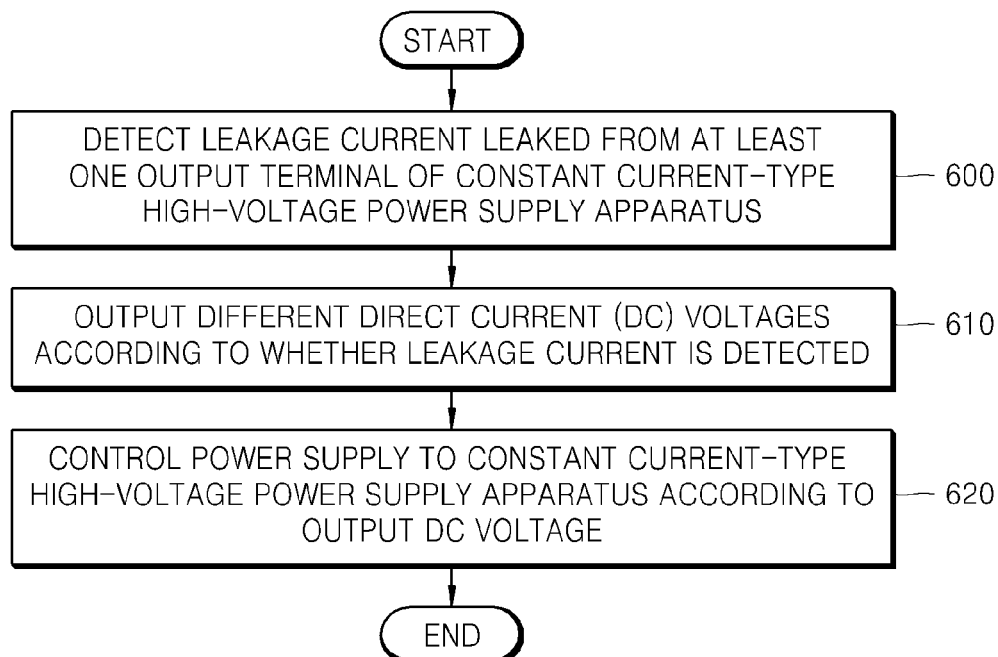 START
DETECT LEAKAGE CURRENT LEAKED FROM AT LEAST
ONE OUTPUT TERMINAL OF CONSTANT CURRENT-TYPE
HIGH-VOLTAGE POWER SUPPLY APPARATUS
600
OUTPUT DIFFERENT DIRECT CURRENT (DC) VOLTAGES
ACCORDING TO WHETHER LEAKAGE CURRENT IS DETECTED
610
CONTROL POWER SUPPLY TO CONSTANT CURRENT-TYPE
HIGH-VOLTAGE POWER SUPPLY APPARATUS ACCORDING TO
OUTPUT DC VOLTAGE
620
END